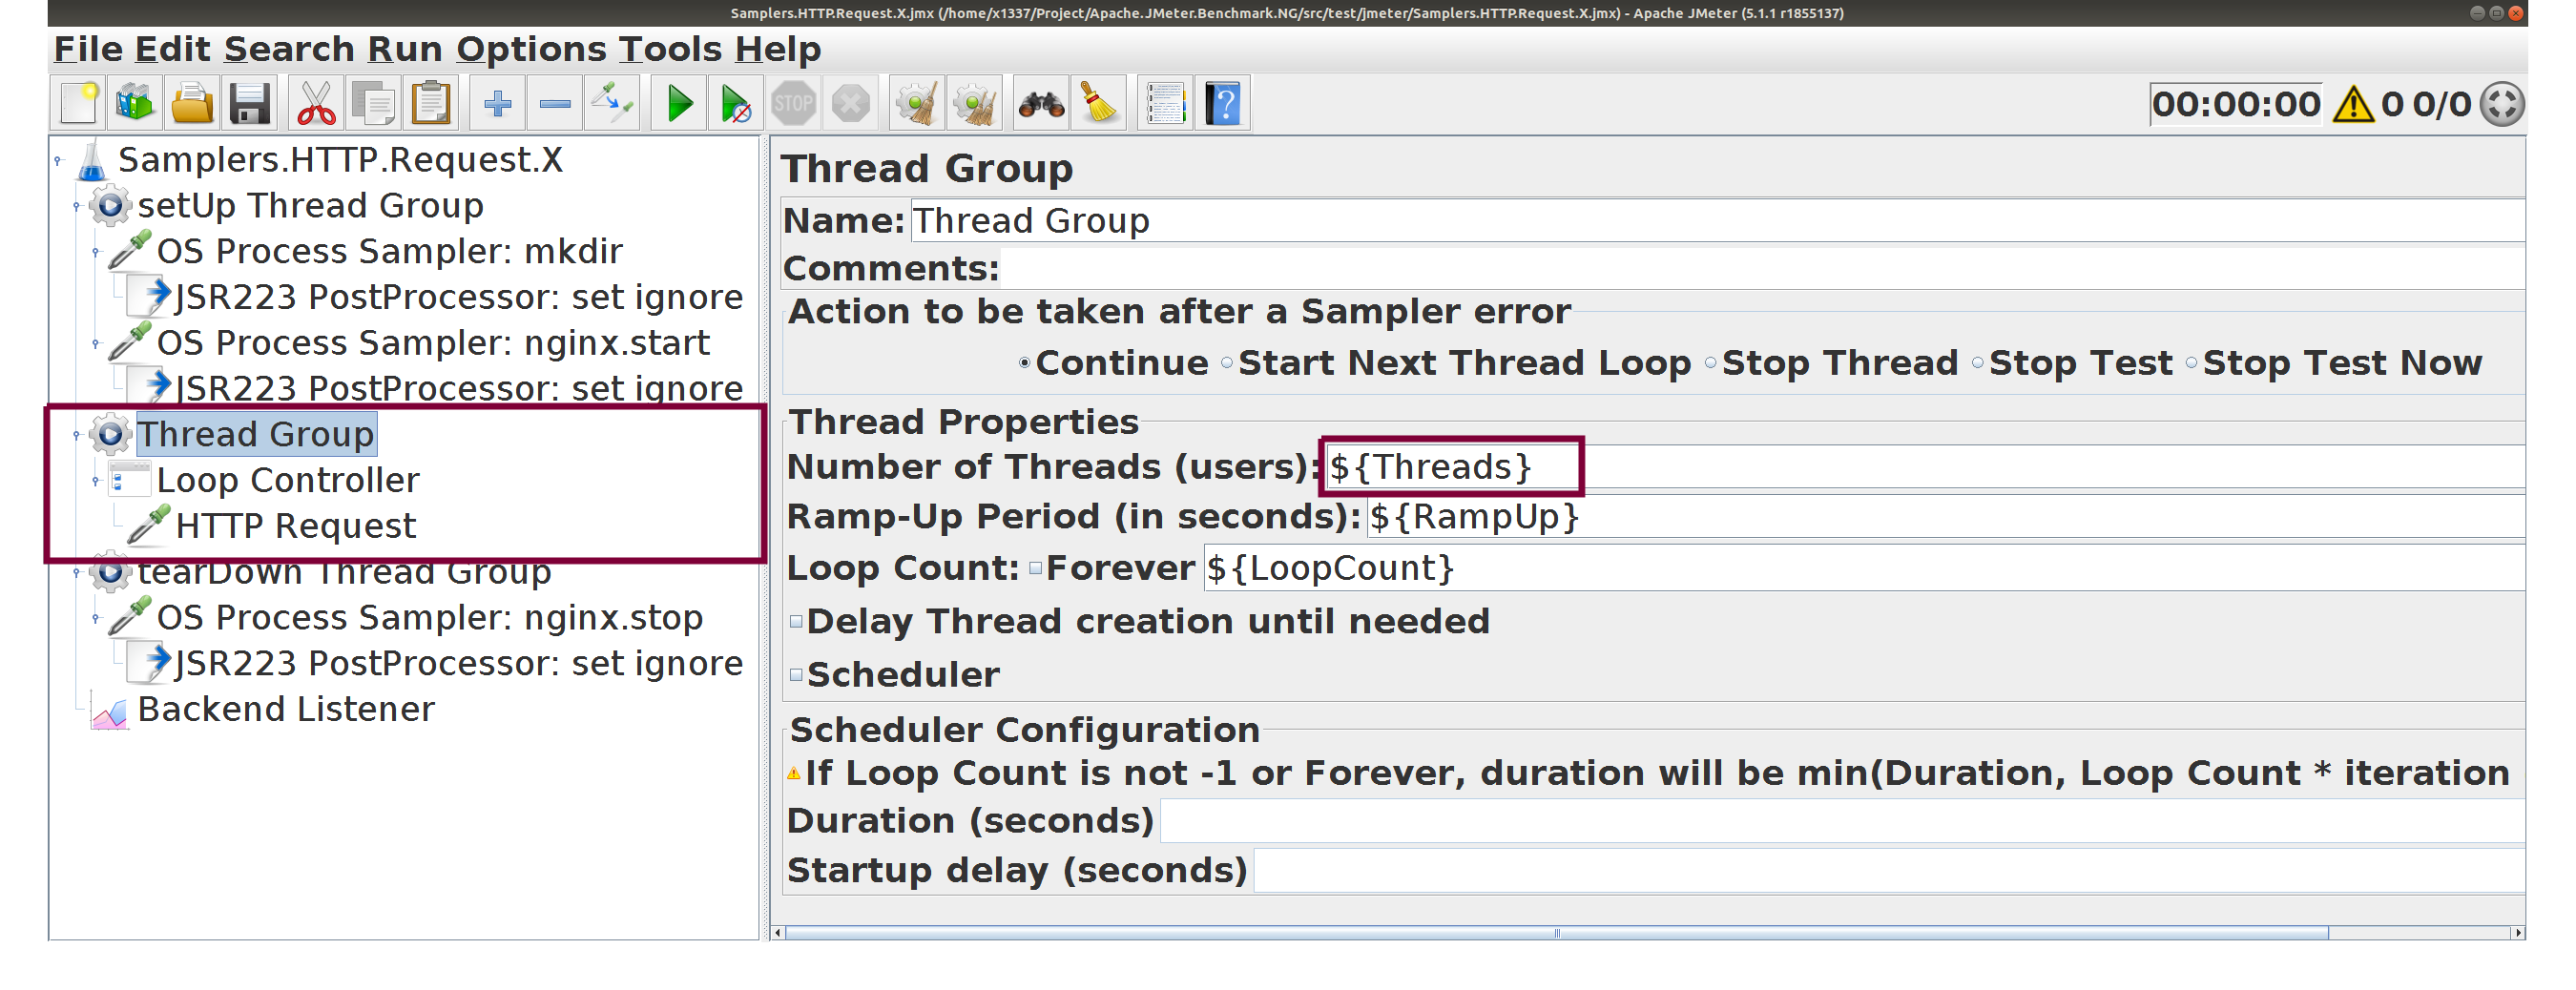 Samplers.HTTP.Request.X.jmx (/home/x1337/Project/Apache.JMeter.Benchmark.NG/src/test/jmeter/Samplers.HTTP.Request.X.jmx) - Apache JMeter (5.1.1 r1855137)
File Edit Search Run Options Tools Help
STOP
?
00:00:00 0 0/0
Samplers.HTTP.Request.X
setUp Thread Group
OS Process Sampler: mkdir
JSR223 PostProcessor: set ignore
OS Process Sampler: nginx.start
JSR223 PostProcessor: set ignore
Thread Group
Loop Controller
HTTP Request
tearDown Thread Group
OS Process Sampler: nginx.stop
JSR223 PostProcessor: set ignore
Backend Listener
Thread Group
Name: Thread Group
Comments:
Action to be taken after a Sampler error
Continue Start Next Thread Loop Stop Thread Stop Test Stop Test Now
Thread Properties
Number of Threads (users): ${Threads}
Ramp-Up Period (in seconds): ${RampUp}
Loop Count: Forever ${LoopCount}
Delay Thread creation until needed
Scheduler
Scheduler Configuration
If Loop Count is not -1 or Forever, duration will be min(Duration, Loop Count * iteration
Duration (seconds)
Startup delay (seconds)